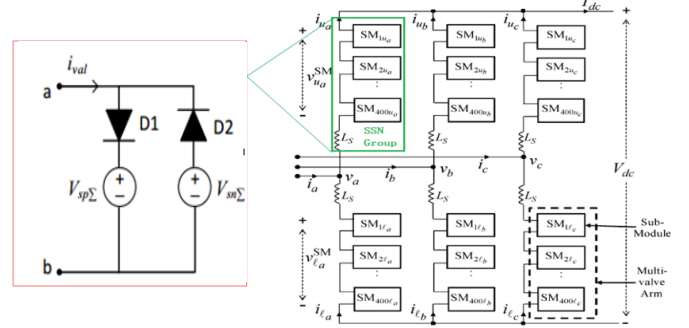 i_val
a
D1
D2
V_spΣ
V_snΣ
b
i_ua
i_ub
i_uc
I_dc
+
+
v_ua^SM
-
SM_1ua
SM_2ua
⋮
SM_400ua
SM_1ub
SM_2ub
⋮
SM_400ub
SM_1uc
SM_2uc
⋮
SM_400uc
SSN
Group
L_S
L_S
L_S
i_a
v_a
i_b
v_b
i_c
v_c
V_dc
L_S
L_S
L_S
+
v_ℓa^SM
-
SM_1ℓa
SM_2ℓa
⋮
SM_400ℓa
SM_1ℓb
SM_2ℓb
⋮
SM_400ℓb
SM_1ℓc
SM_2ℓc
⋮
SM_400ℓc
Sub-
Module
Multi-
valve
Arm
i_ℓa
i_ℓb
i_ℓc
-